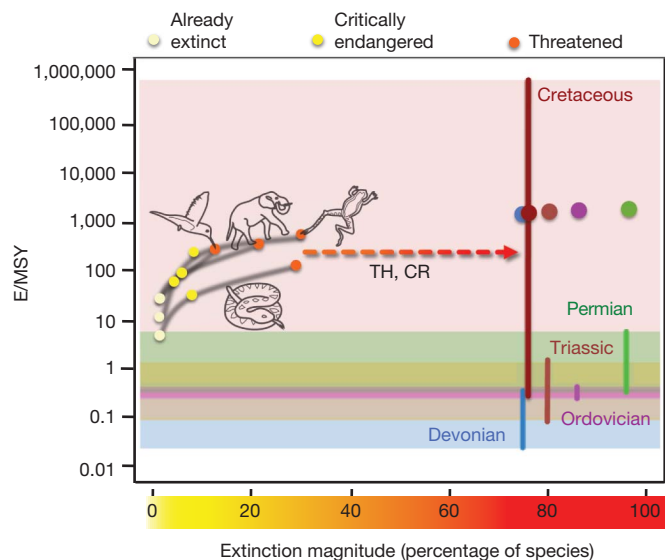 Already extinct
Critically endangered
Threatened
1,000,000
100,000
10,000
1,000
100
10
1
0.1
0.01
E/MSY
Cretaceous
TH, CR
Permian
Triassic
Ordovician
Devonian
0 20 40 60 80 100
Extinction magnitude (percentage of species)